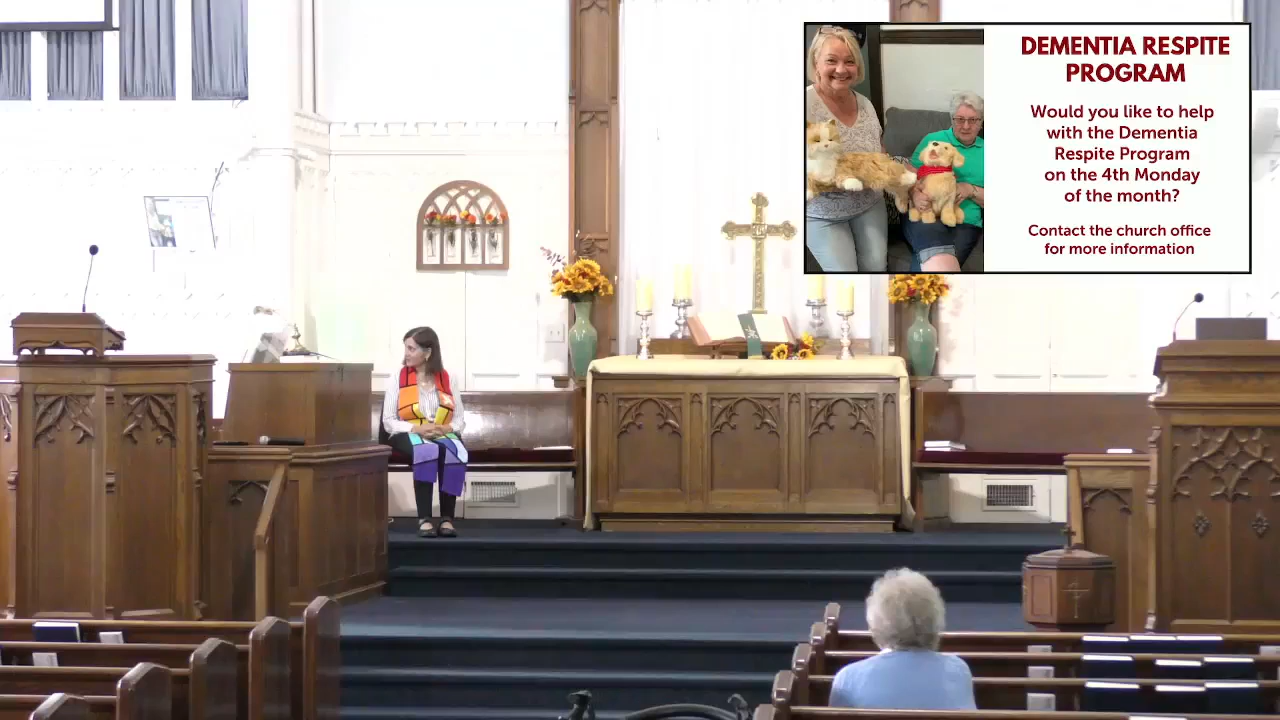 DEMENTIA RESPITE
PROGRAM
Would you like to help
with the Dementia
Respite Program
on the 4th Monday
of the month?
Contact the church office
for more information